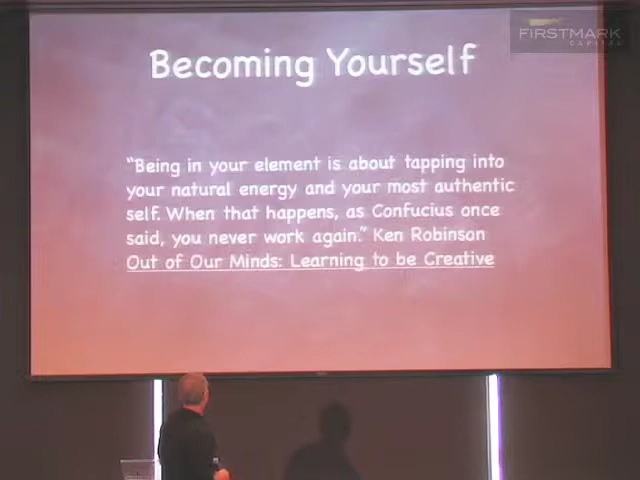 FIRSTMARK
CAPITAL
Becoming Yourself
"Being in your element is about tapping into
your natural energy and your most authentic
self. When that happens, as Confucius once
said, you never work again." Ken Robinson
Out of Our Minds: Learning to be Creative